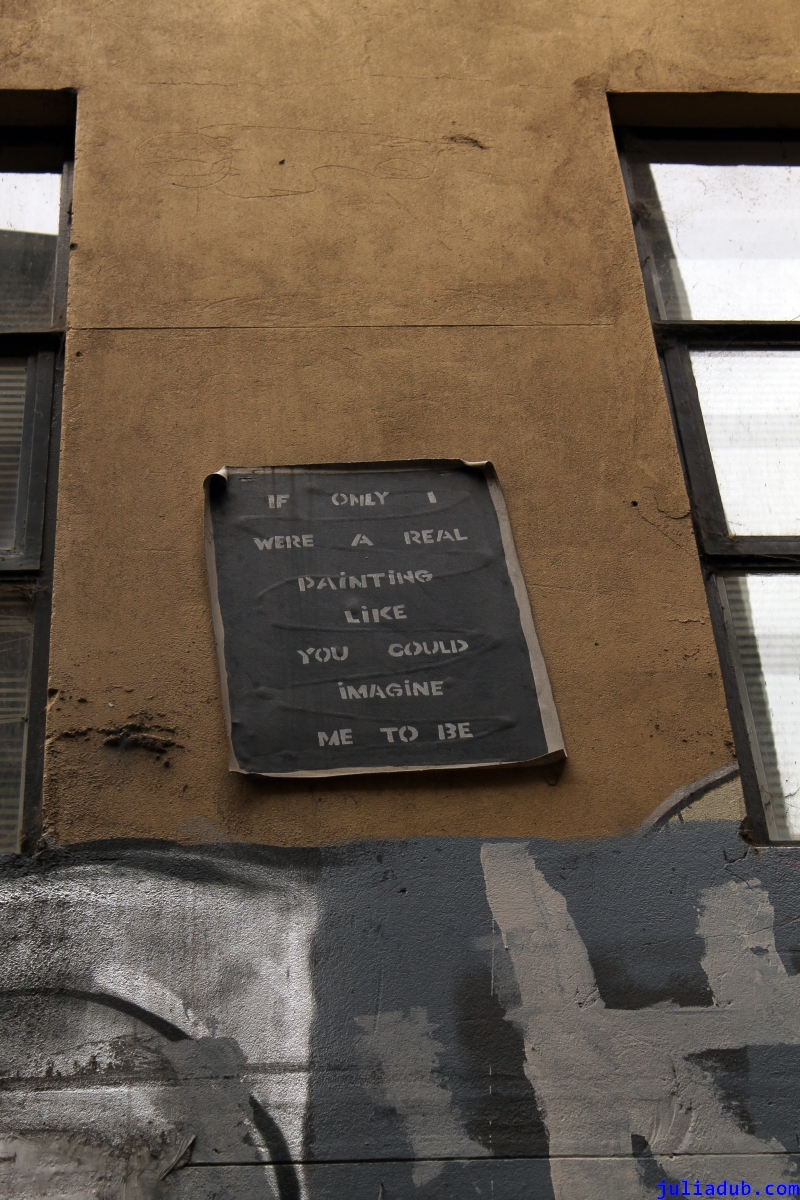 IF ONLY I
WERE A REAL
PAiNTiNG
LiKE
YOU COULD
iMAGiNE
ME TO BE
juliadub.com